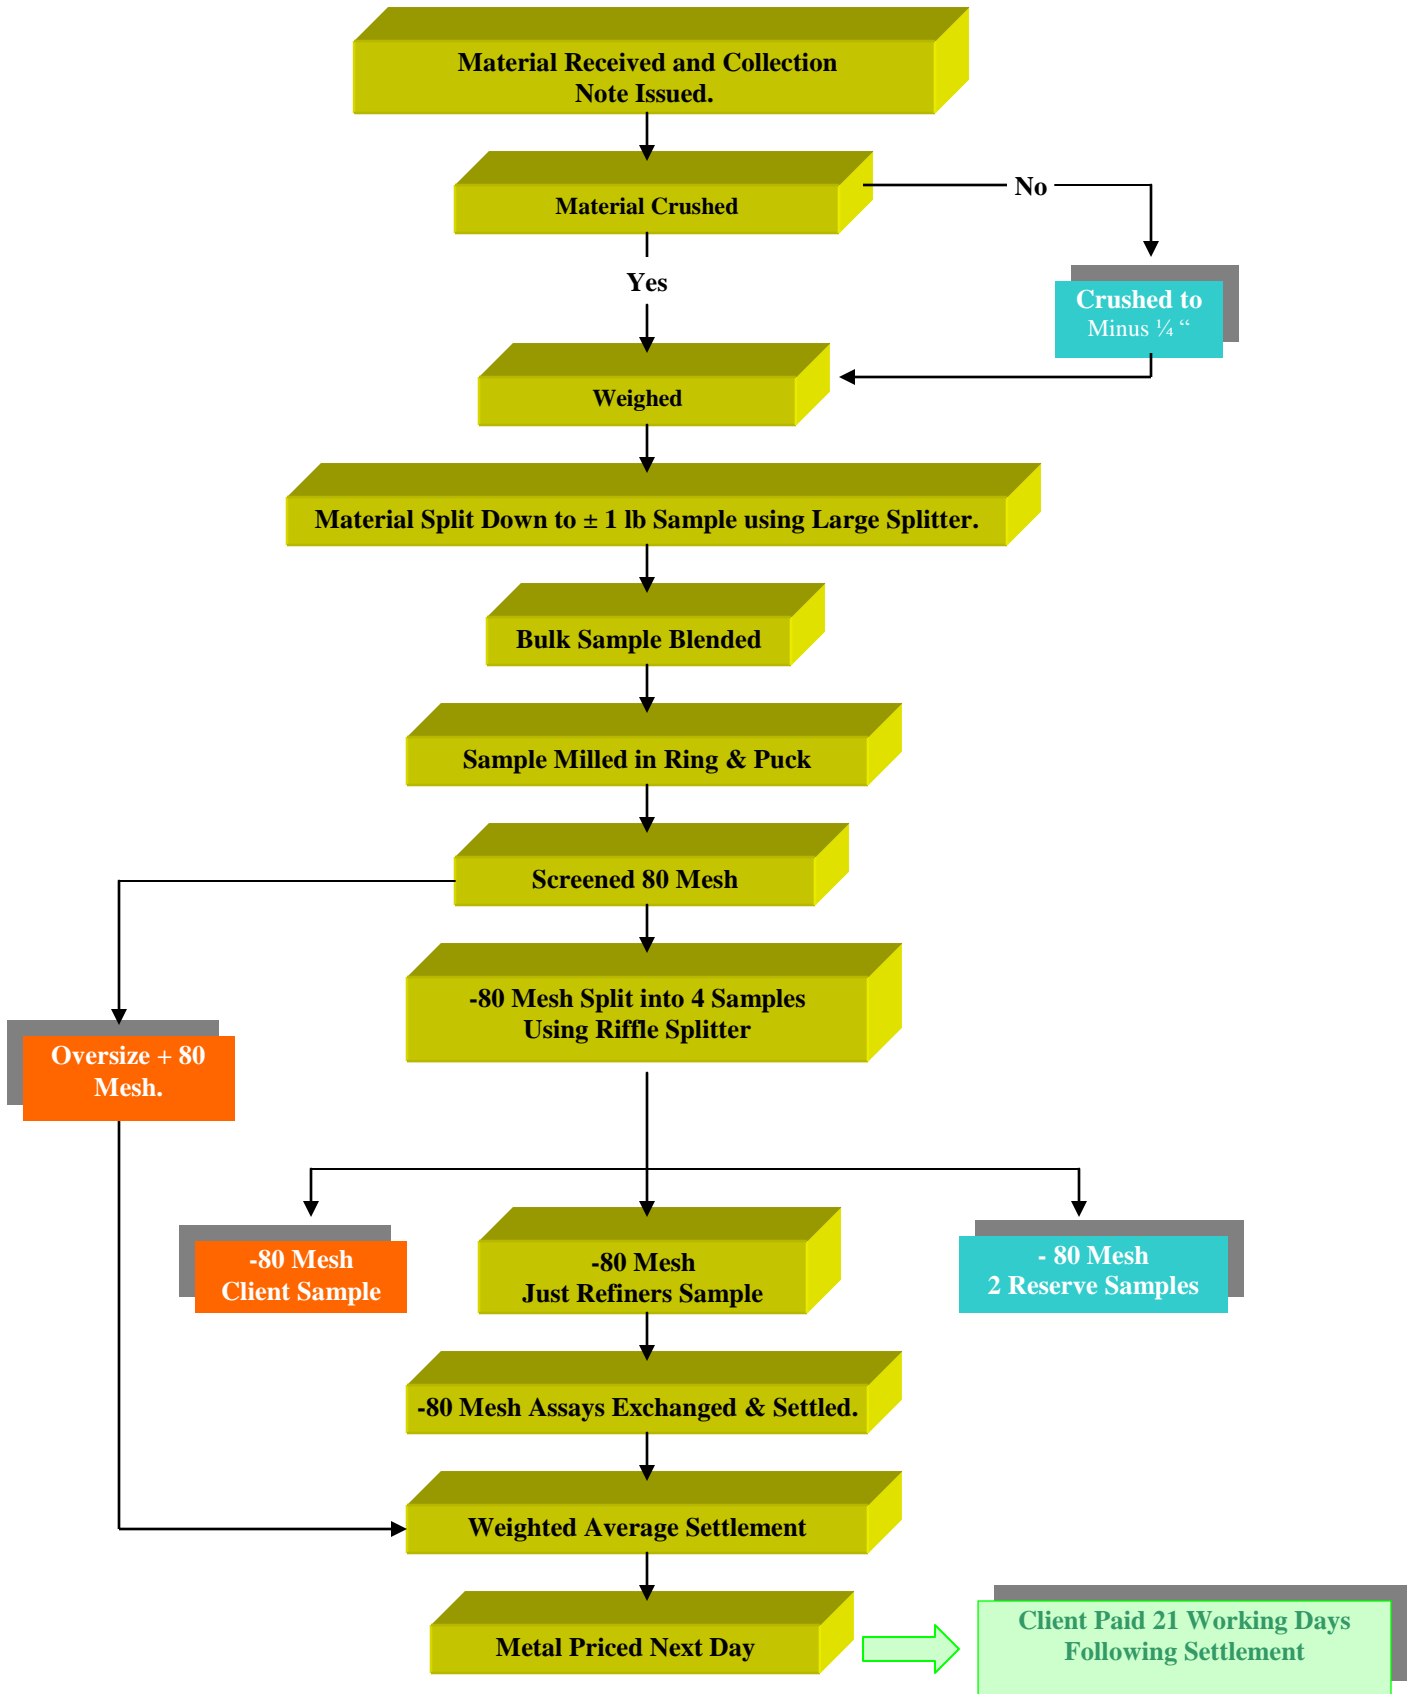 Material Received and Collection
Note Issued.
Material Crushed
No
Yes
Crushed to
Minus ¼ “
Weighed
Material Split Down to ± 1 lb Sample using Large Splitter.
Bulk Sample Blended
Sample Milled in Ring & Puck
Screened 80 Mesh
-80 Mesh Split into 4 Samples
Using Riffle Splitter
Oversize + 80
Mesh.
-80 Mesh
Client Sample
-80 Mesh
Just Refiners Sample
- 80 Mesh
2 Reserve Samples
-80 Mesh Assays Exchanged & Settled.
Weighted Average Settlement
Metal Priced Next Day
Client Paid 21 Working Days
Following Settlement